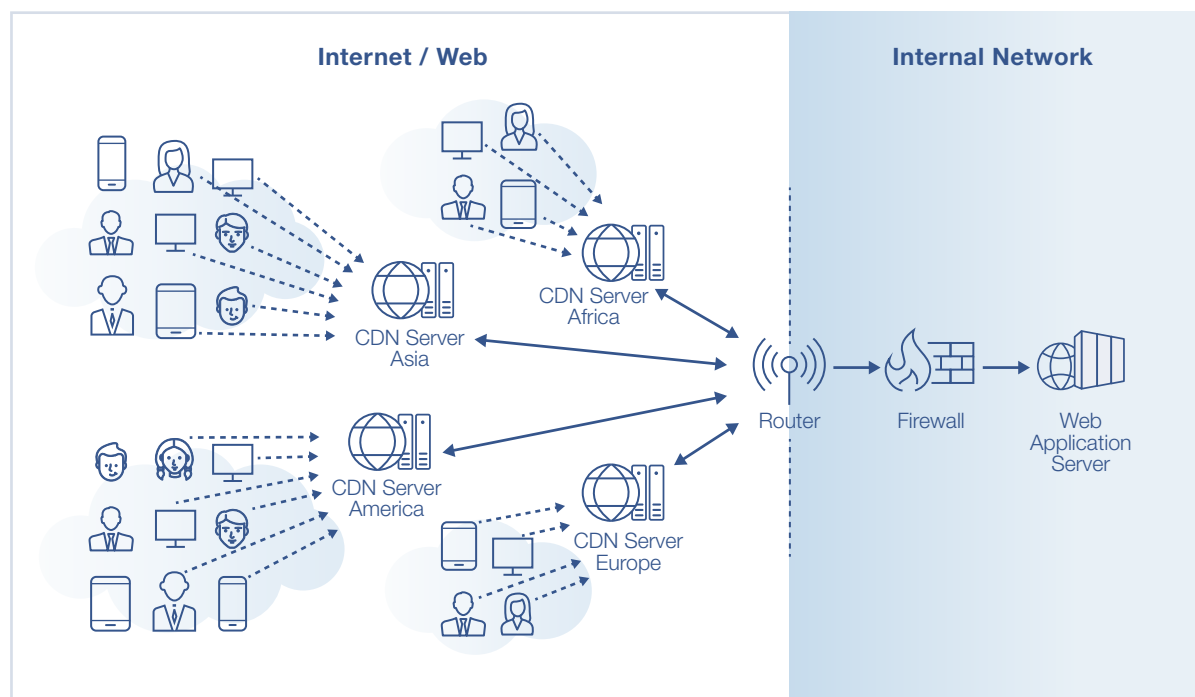 Internet / Web
Internal Network
CDN Server
Africa
CDN Server
Asia
Router
Firewall
Web
Application
Server
CDN Server
America
CDN Server
Europe